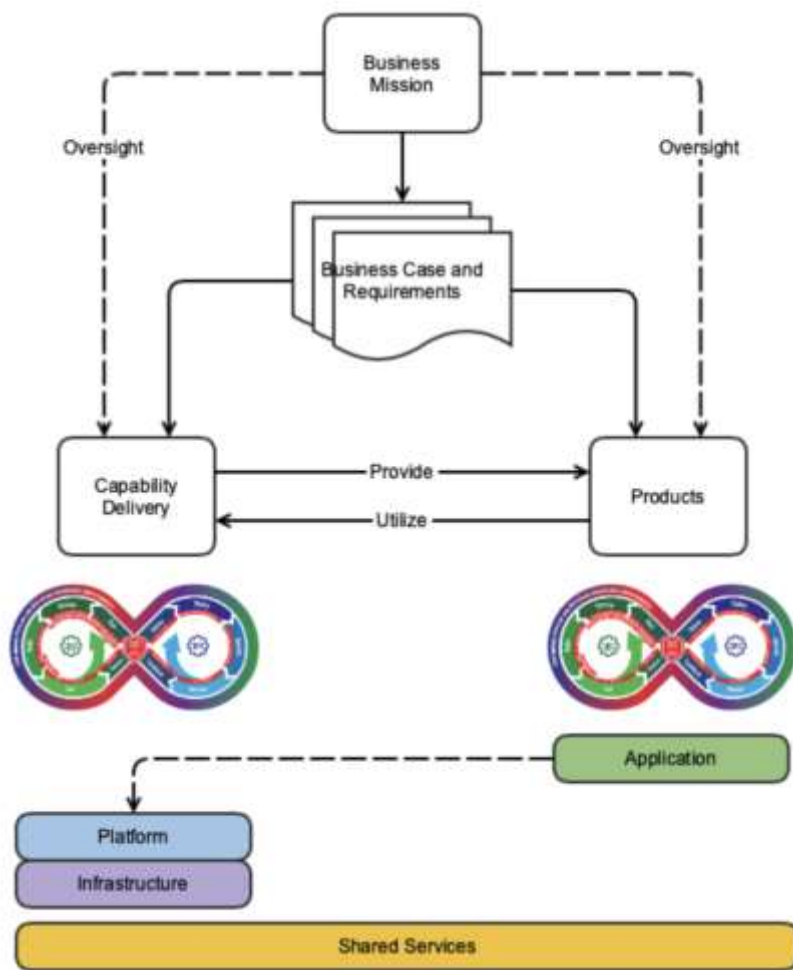 Business
Mission
Oversight
Oversight
Business Case and
Requirements
Capability
Delivery
Provide
Utilize
Products
Application
Platform
Infrastructure
Shared Services